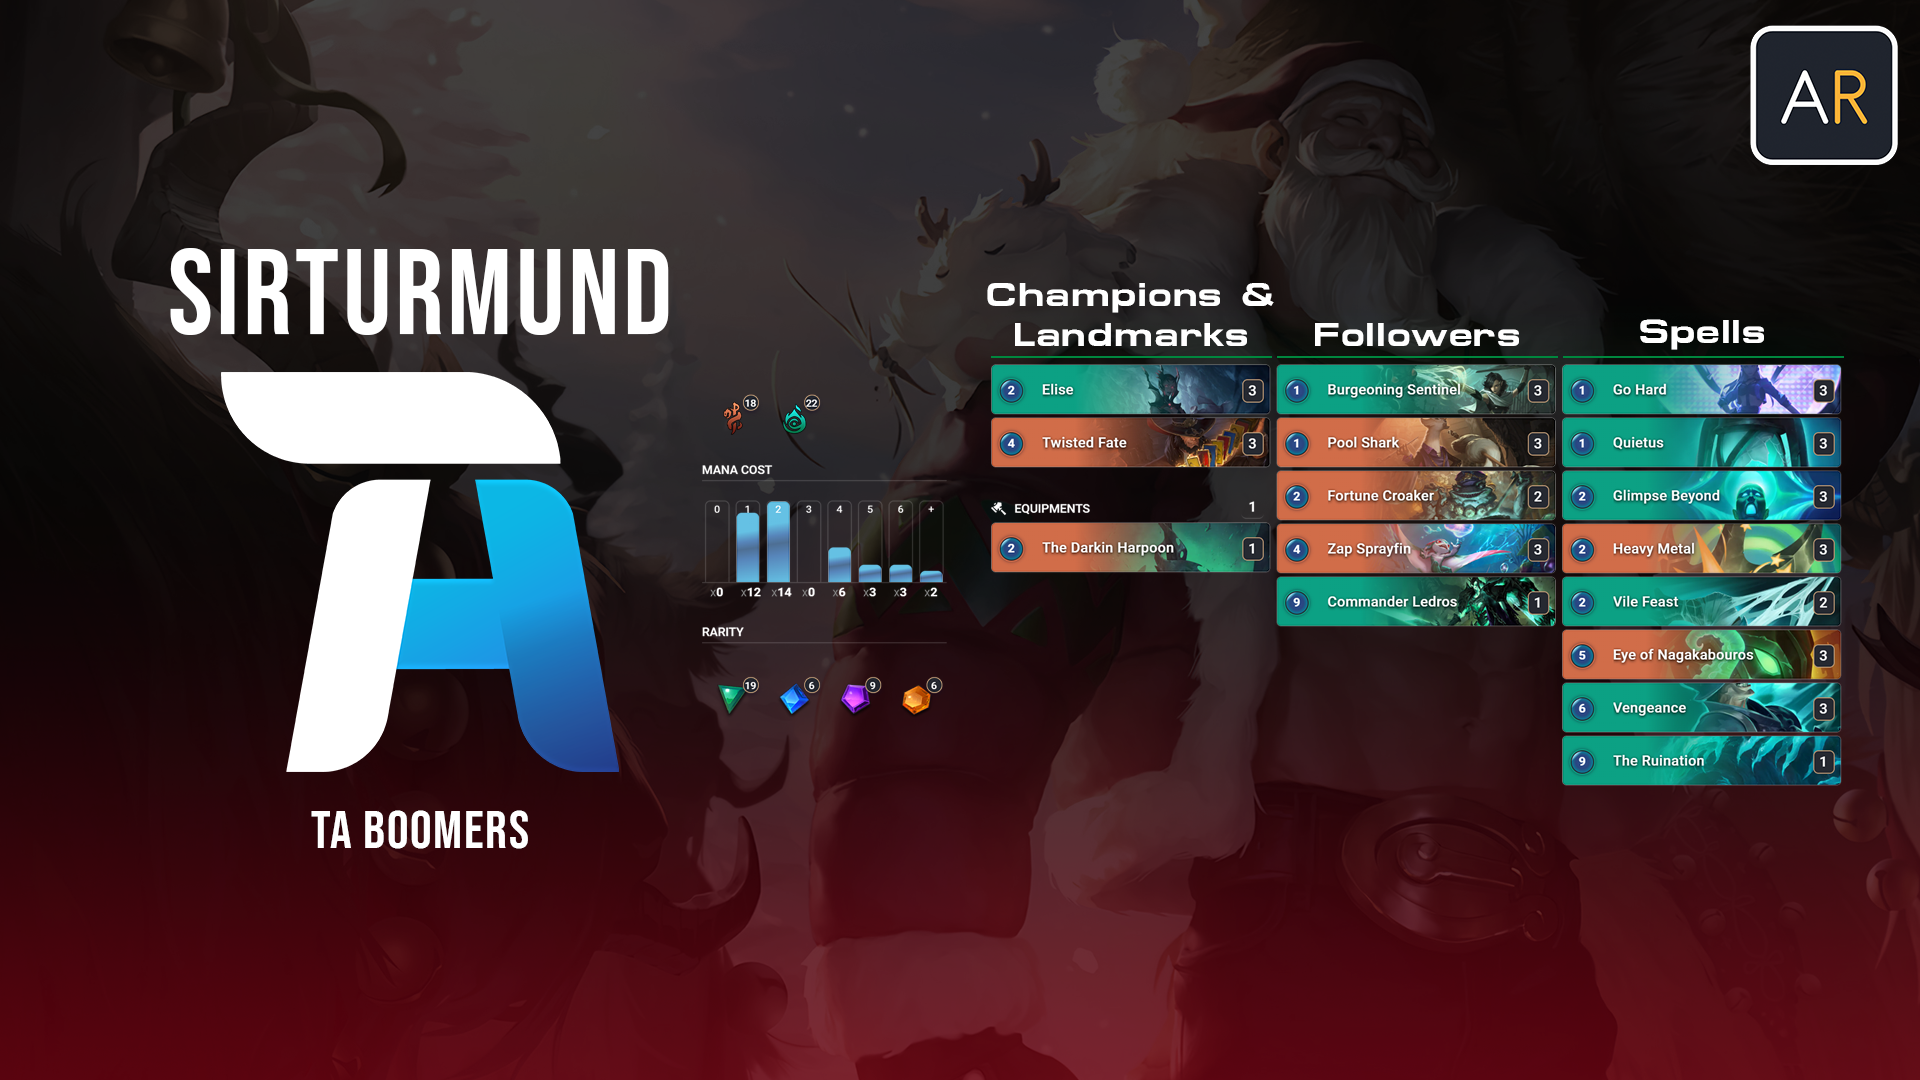 AR
SIRTURMUND
TA BOOMERS
18 22
MANA COST
0 1 2 3 4 5 6 +
x0 x12 x14 x0 x6 x3 x3 x2
RARITY
19 6 9 6
Champions &
Landmarks
2 Elise 3
4 Twisted Fate 3
EQUIPMENTS 1
2 The Darkin Harpoon 1
Followers
1 Burgeoning Sentinel 3
1 Pool Shark 3
2 Fortune Croaker 2
4 Zap Sprayfin 3
9 Commander Ledros 1
Spells
1 Go Hard 3
1 Quietus 3
2 Glimpse Beyond 3
2 Heavy Metal 3
2 Vile Feast 2
5 Eye of Nagakabouros 3
6 Vengeance 3
9 The Ruination 1